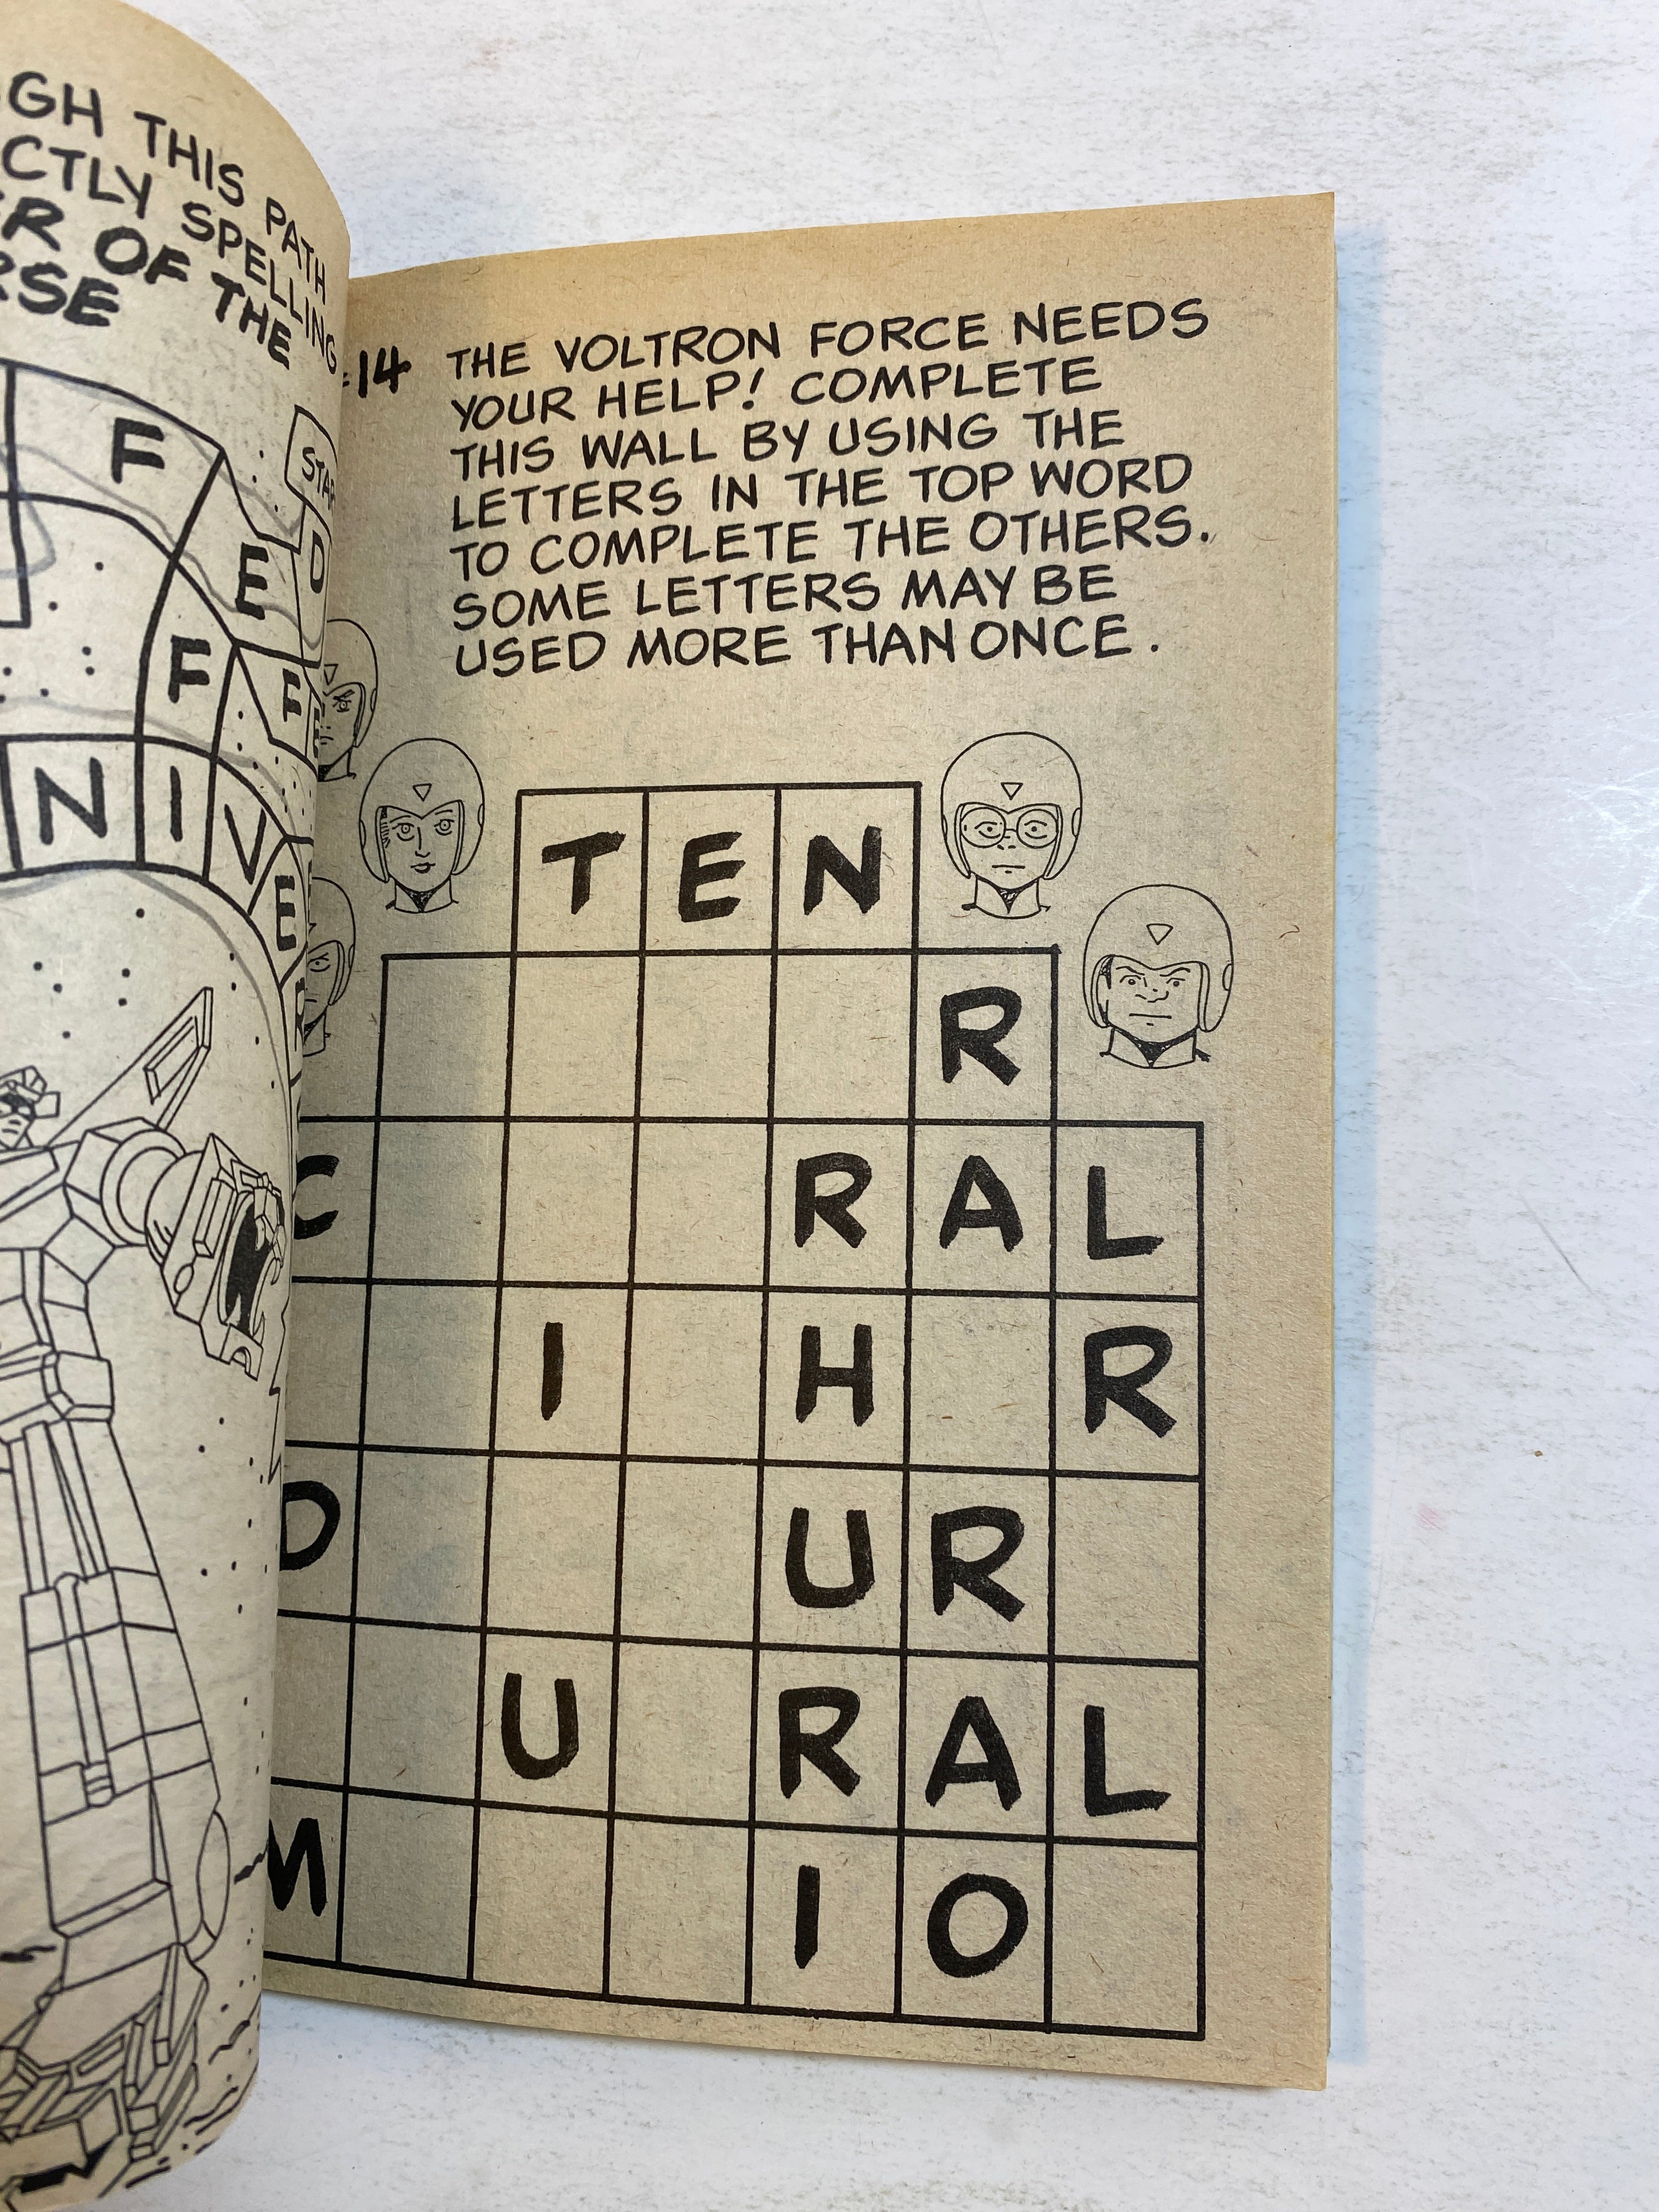 GH THIS PATH
CTLY SPELLING
R OF THE
RSE
F
START
E
D
F
F
N I V E R
14 THE VOLTRON FORCE NEEDS
YOUR HELP! COMPLETE
THIS WALL BY USING THE
LETTERS IN THE TOP WORD
TO COMPLETE THE OTHERS.
SOME LETTERS MAY BE
USED MORE THAN ONCE.
T E N
R
C R A L
I H R
D U R
U R A L
M I O